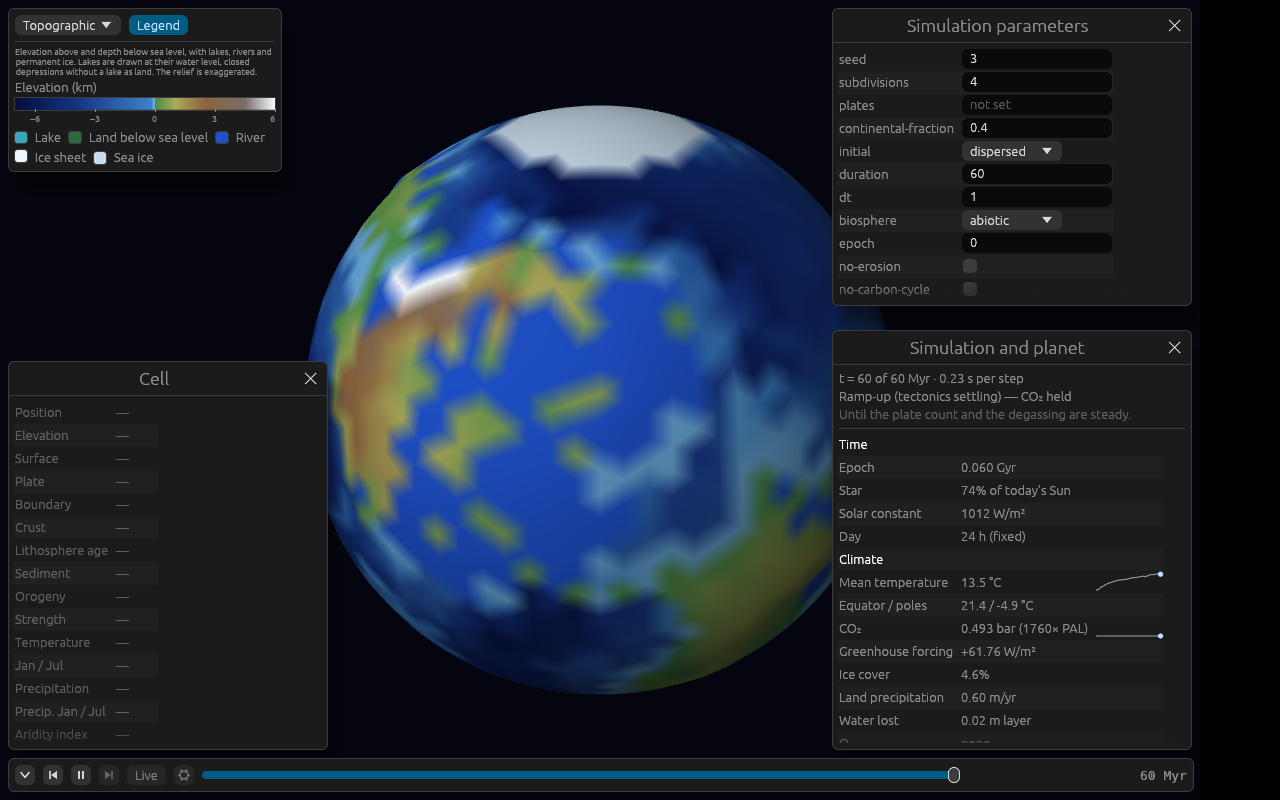 Topographic Legend
Elevation above and depth below sea level, with lakes, rivers and
permanent ice. Lakes are drawn at their water level, closed
depressions without a lake as land. The relief is exaggerated.
Elevation (km)
−6 −3 0 3 6
Lake Land below sea level River
Ice sheet Sea ice
Simulation parameters
seed 3
subdivisions 4
plates not set
continental-fraction 0.4
initial dispersed
duration 60
dt 1
biosphere abiotic
epoch 0
no-erosion
no-carbon-cycle
Cell
Position —
Elevation —
Surface —
Plate —
Boundary —
Crust —
Lithosphere age —
Sediment —
Orogeny —
Strength —
Temperature —
Jan / Jul —
Precipitation —
Precip. Jan / Jul —
Aridity index —
Simulation and planet
t = 60 of 60 Myr · 0.23 s per step
Ramp-up (tectonics settling) — CO₂ held
Until the plate count and the degassing are steady.
Time
Epoch 0.060 Gyr
Star 74% of today's Sun
Solar constant 1012 W/m²
Day 24 h (fixed)
Climate
Mean temperature 13.5 °C
Equator / poles 21.4 / -4.9 °C
CO₂ 0.493 bar (1760× PAL)
Greenhouse forcing +61.76 W/m²
Ice cover 4.6%
Land precipitation 0.60 m/yr
Water lost 0.02 m layer
Live 60 Myr